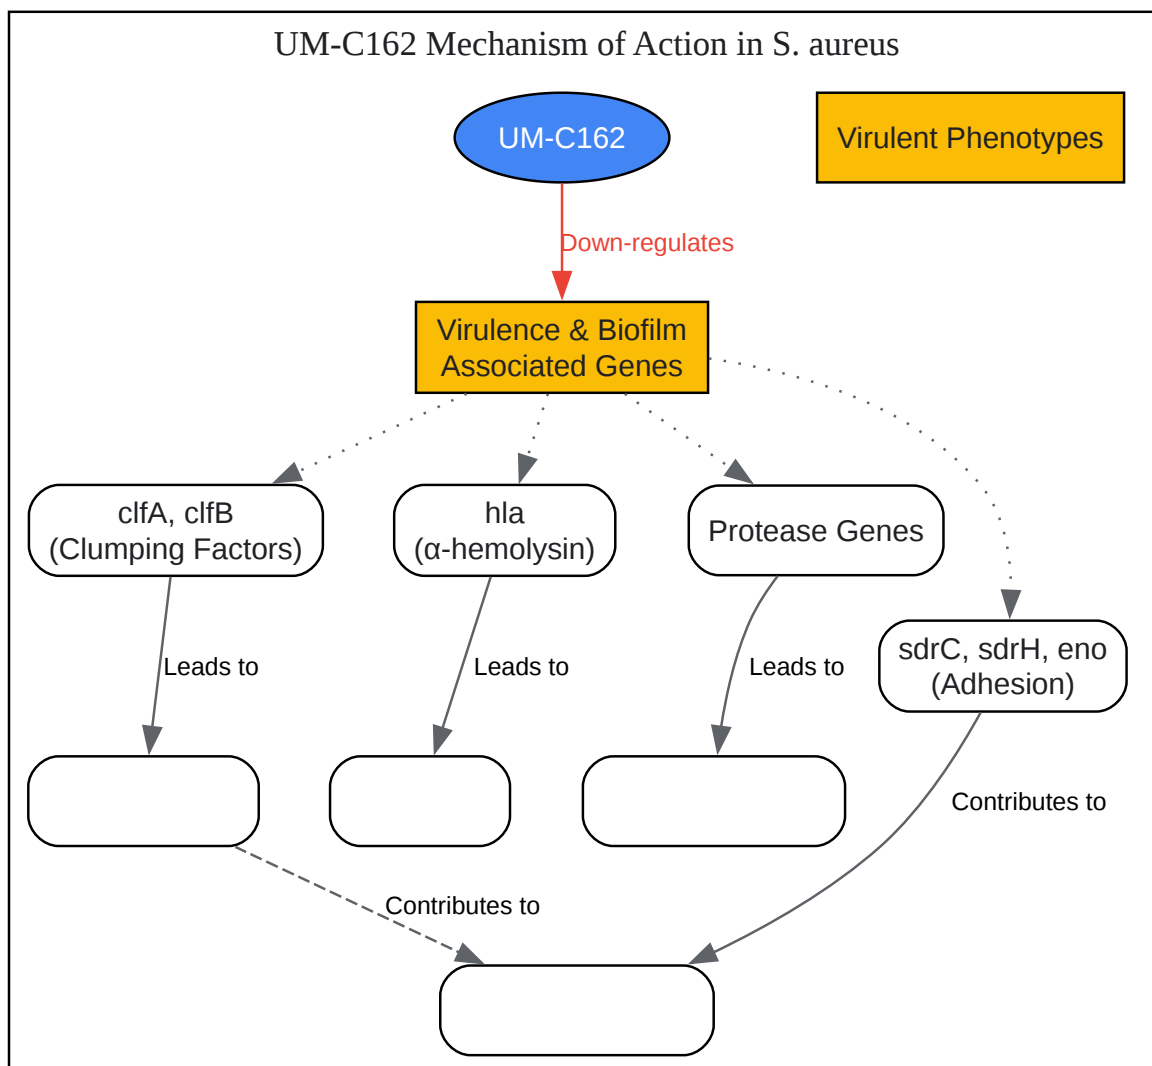 UM-C162 Mechanism of Action in S. aureus
UM-C162
Virulent Phenotypes
Down-regulates
Virulence & Biofilm
Associated Genes
clfA, clfB
(Clumping Factors)
hla
(α-hemolysin)
Protease Genes
sdrC, sdrH, eno
(Adhesion)
Leads to
Leads to
Leads to
Contributes to
Contributes to